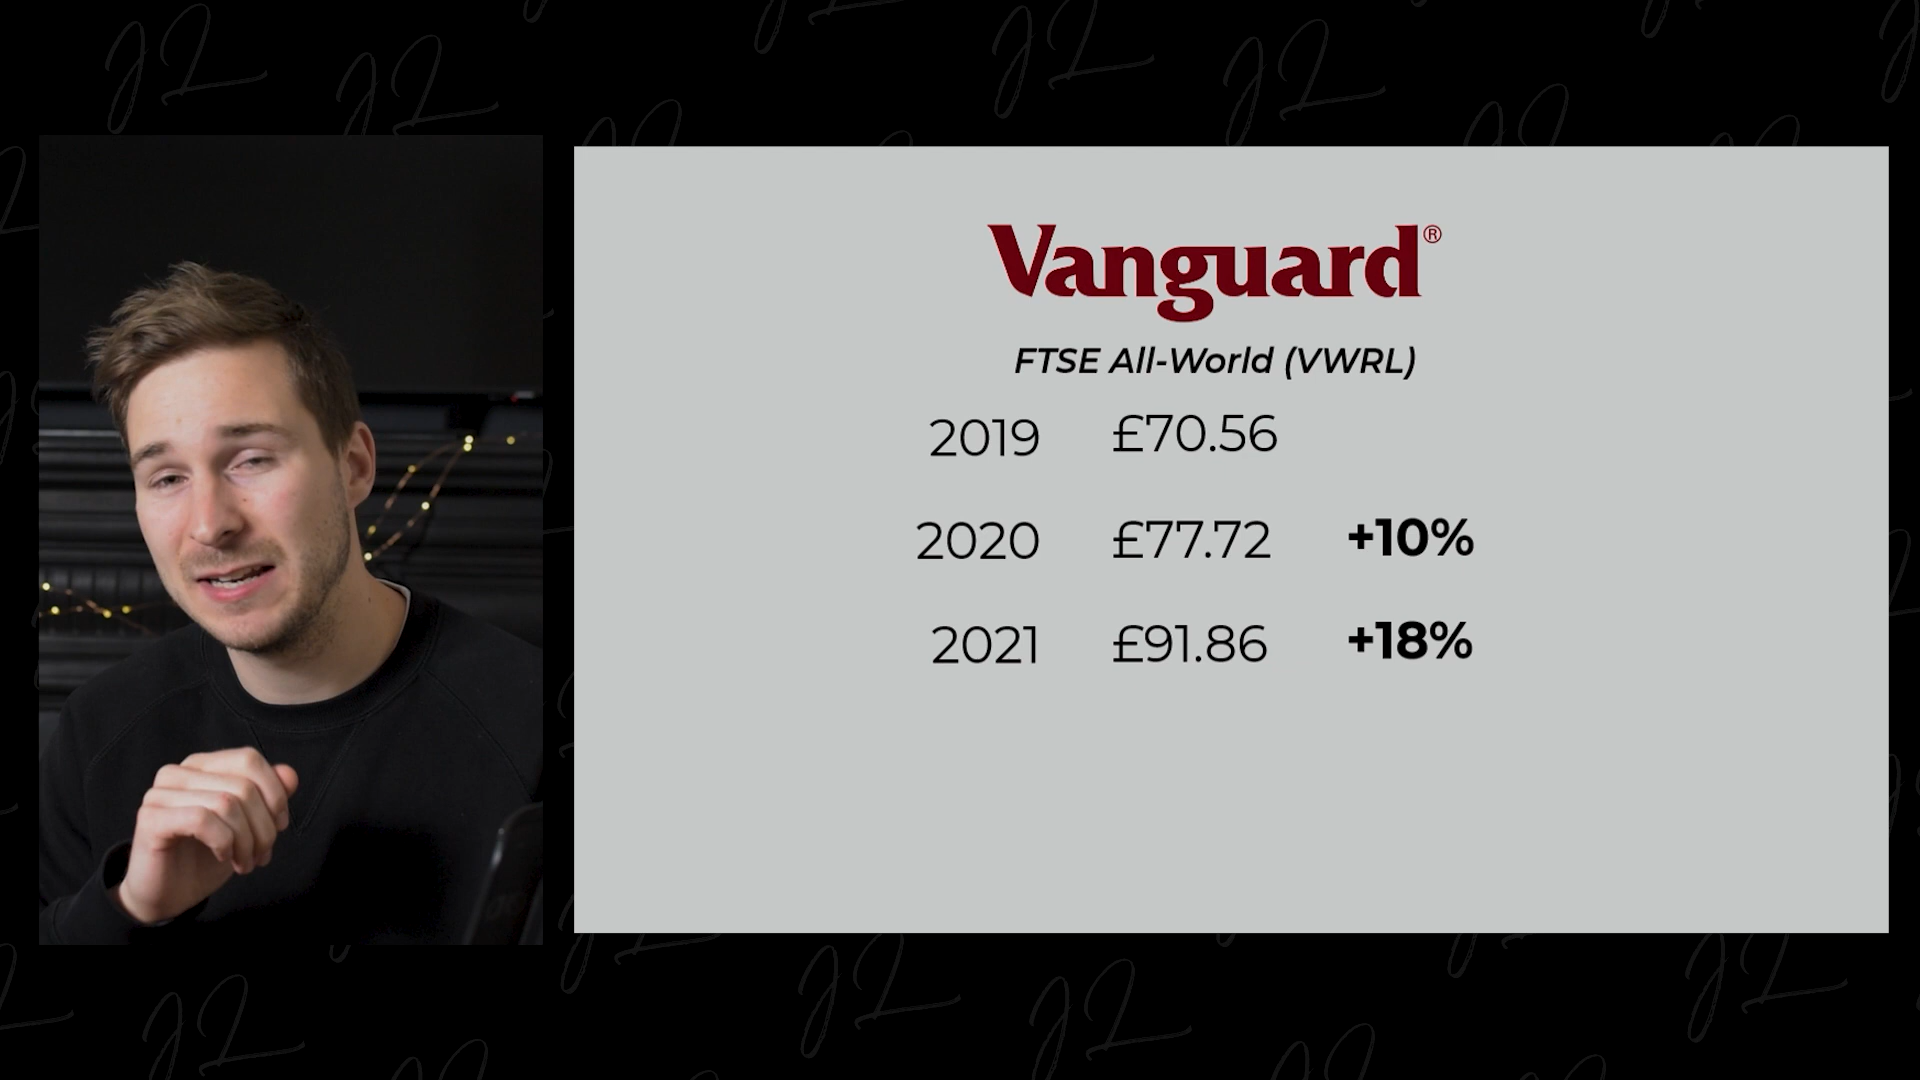 Vanguard®
FTSE All-World (VWRL)
2019 £70.56
2020 £77.72 +10%
2021 £91.86 +18%